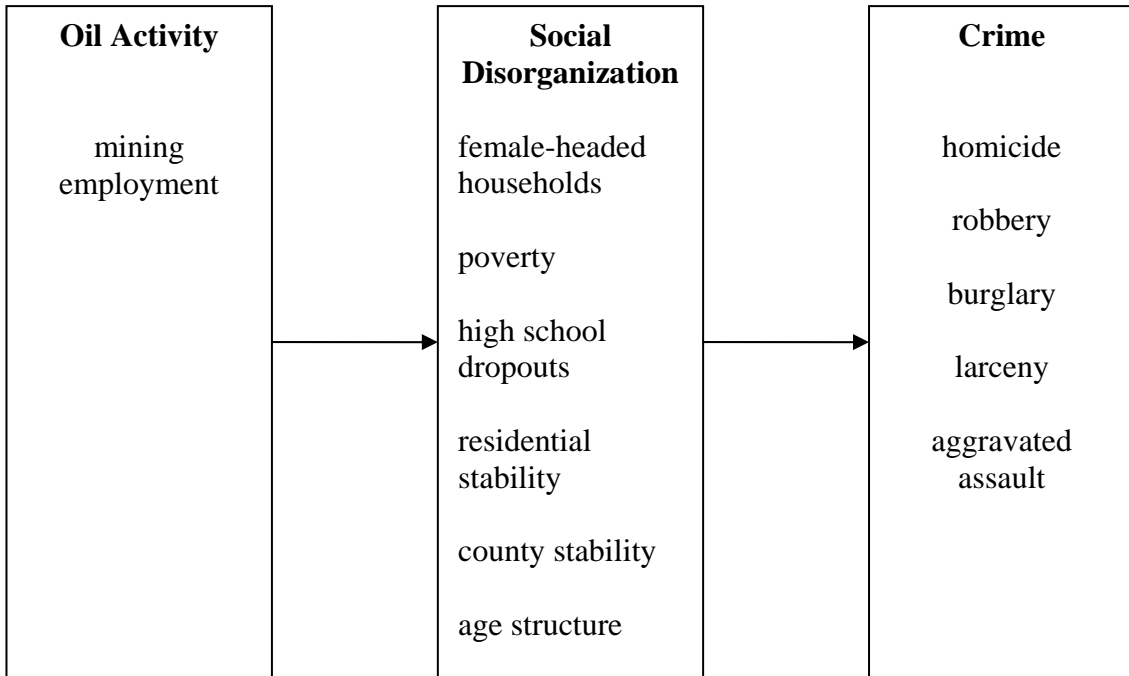 Oil Activity
mining
employment
Social
Disorganization
female-headed
households
poverty
high school
dropouts
residential
stability
county stability
age structure
Crime
homicide
robbery
burglary
larceny
aggravated
assault